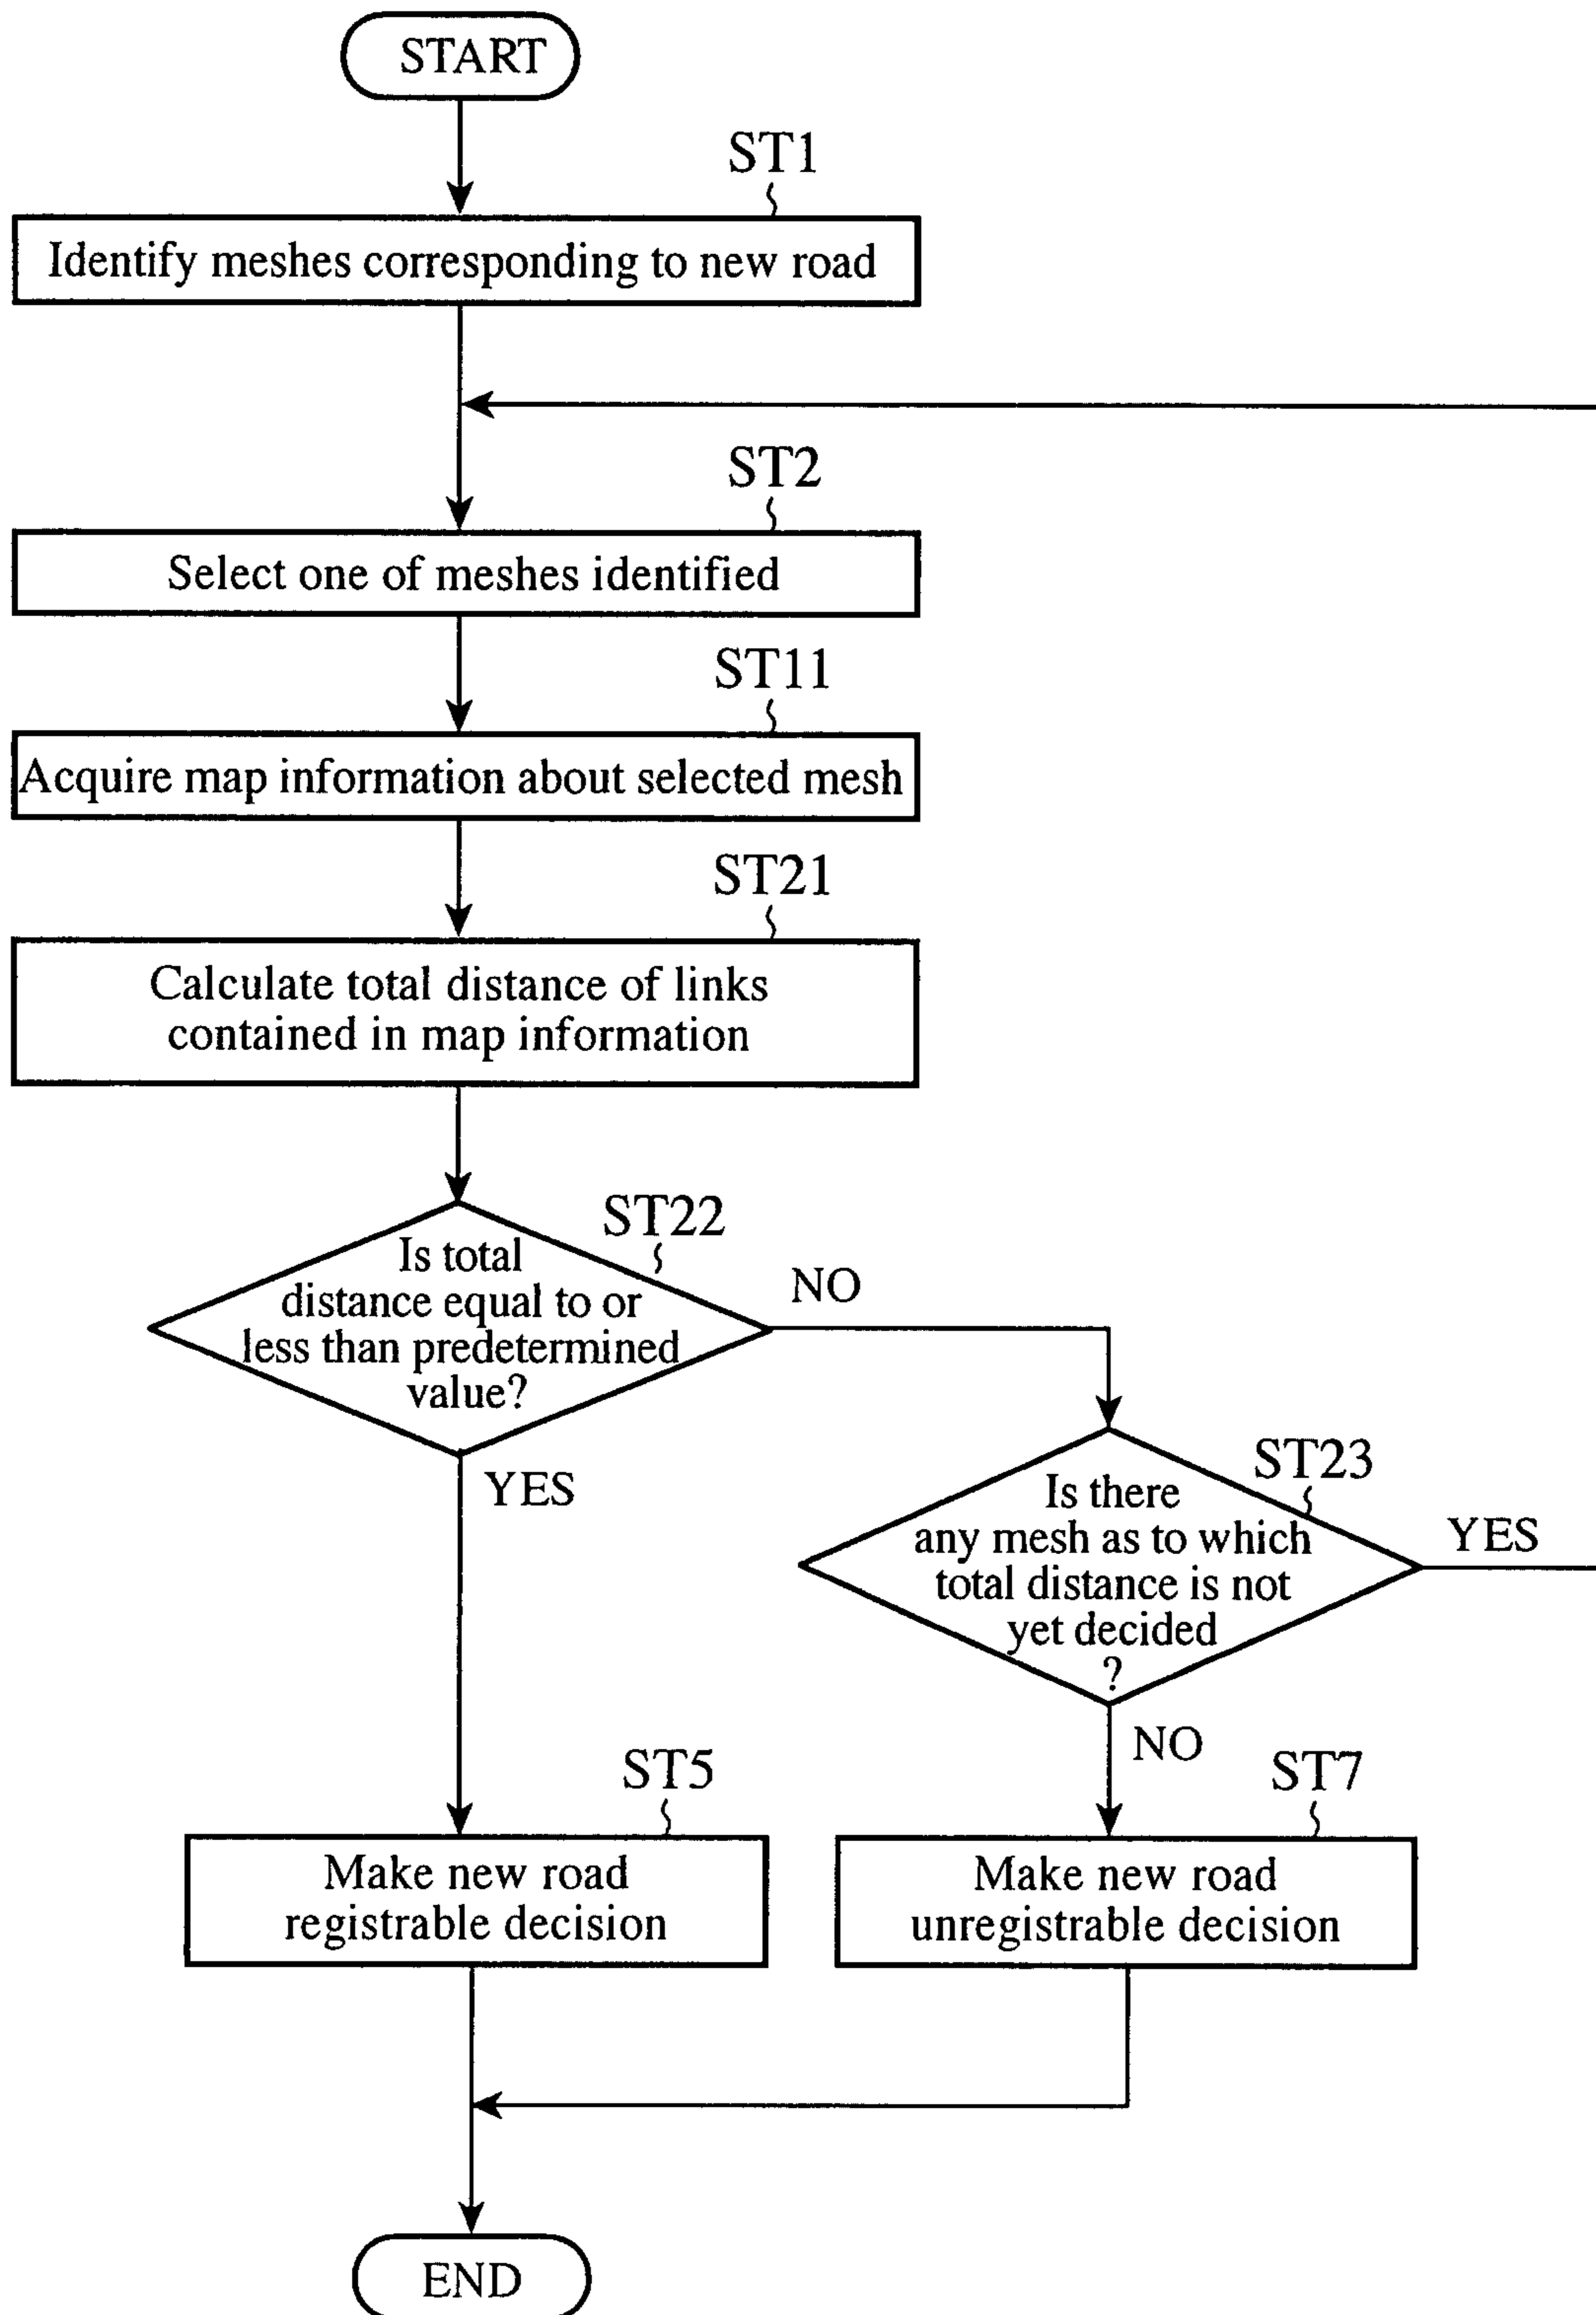 START
ST1
Identify meshes corresponding to new road
ST2
Select one of meshes identified
ST11
Acquire map information about selected mesh
ST21
Calculate total distance of links
contained in map information
ST22
Is total
distance equal to or
less than predetermined
value?
NO
YES
ST23
Is there
any mesh as to which
total distance is not
yet decided
?
YES
NO
ST5
Make new road
registrable decision
ST7
Make new road
unregistrable decision
END